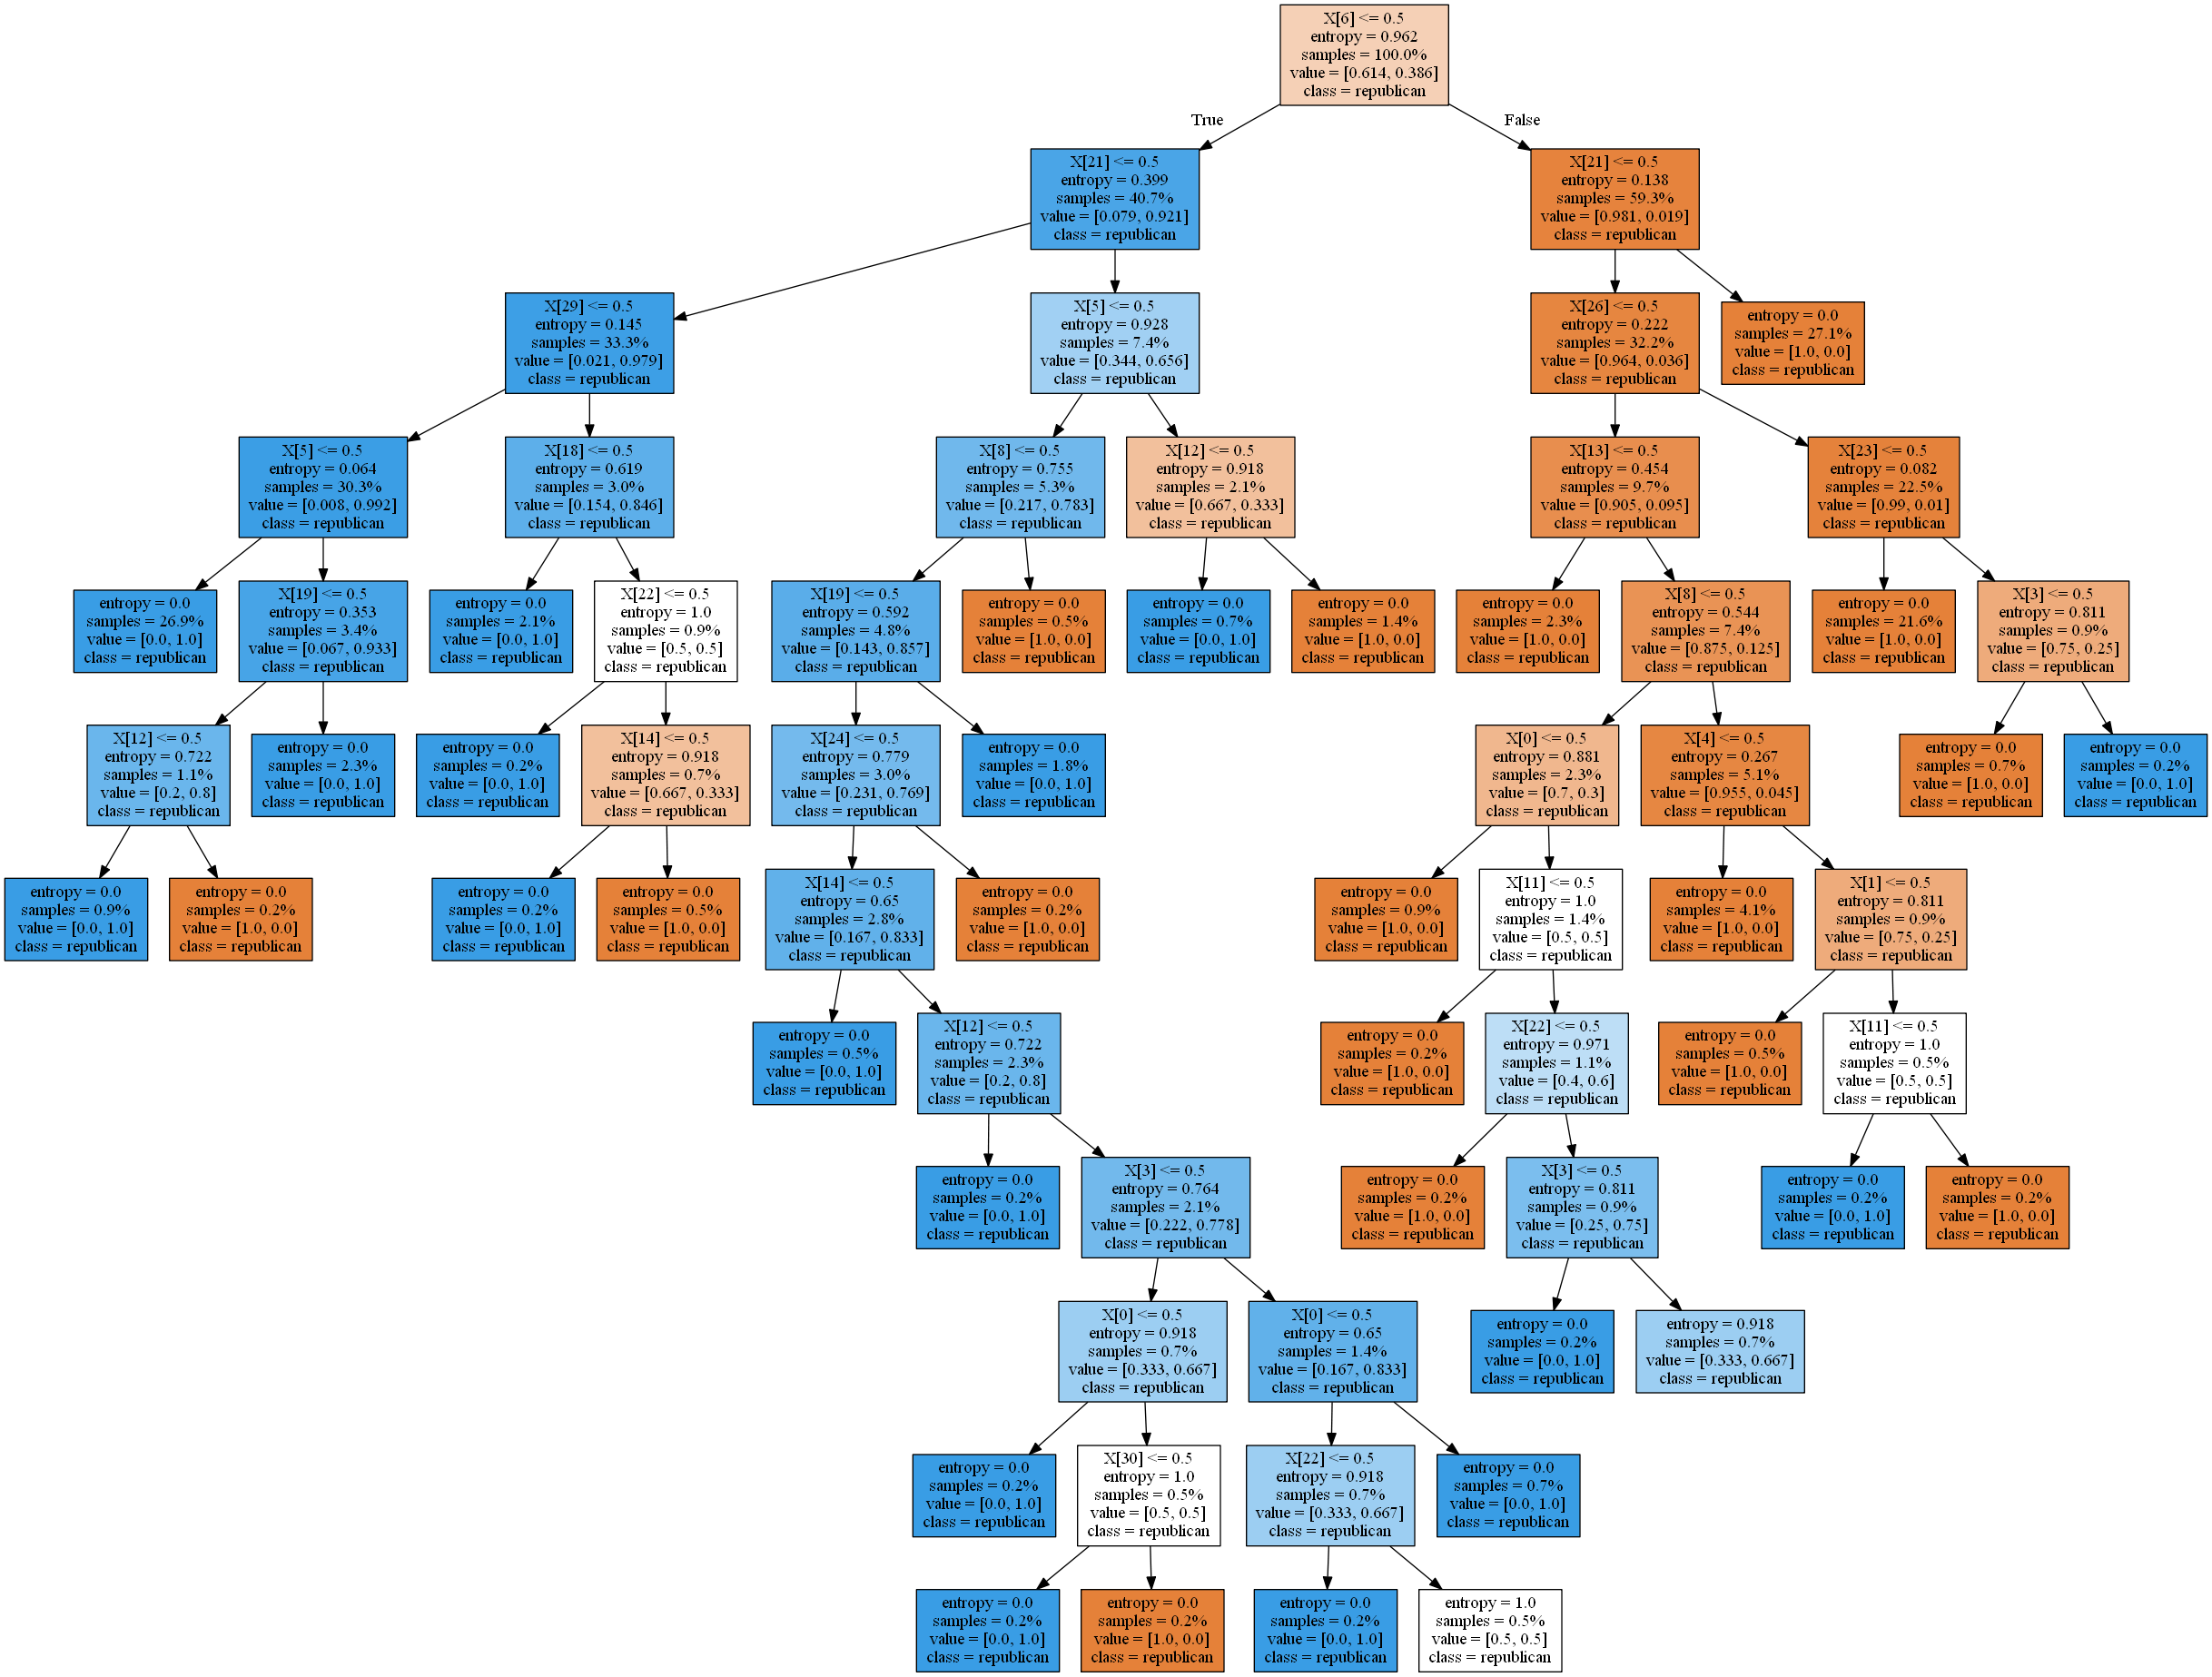 X[6] <= 0.5
entropy = 0.962
samples = 100.0%
value = [0.614, 0.386]
class = republican
True
False
X[21] <= 0.5
entropy = 0.399
samples = 40.7%
value = [0.079, 0.921]
class = republican
X[21] <= 0.5
entropy = 0.138
samples = 59.3%
value = [0.981, 0.019]
class = republican
X[29] <= 0.5
entropy = 0.145
samples = 33.3%
value = [0.021, 0.979]
class = republican
X[5] <= 0.5
entropy = 0.928
samples = 7.4%
value = [0.344, 0.656]
class = republican
X[26] <= 0.5
entropy = 0.222
samples = 32.2%
value = [0.964, 0.036]
class = republican
entropy = 0.0
samples = 27.1%
value = [1.0, 0.0]
class = republican
X[5] <= 0.5
entropy = 0.064
samples = 30.3%
value = [0.008, 0.992]
class = republican
X[18] <= 0.5
entropy = 0.619
samples = 3.0%
value = [0.154, 0.846]
class = republican
X[8] <= 0.5
entropy = 0.755
samples = 5.3%
value = [0.217, 0.783]
class = republican
X[12] <= 0.5
entropy = 0.918
samples = 2.1%
value = [0.667, 0.333]
class = republican
X[13] <= 0.5
entropy = 0.454
samples = 9.7%
value = [0.905, 0.095]
class = republican
X[23] <= 0.5
entropy = 0.082
samples = 22.5%
value = [0.99, 0.01]
class = republican
entropy = 0.0
samples = 26.9%
value = [0.0, 1.0]
class = republican
X[19] <= 0.5
entropy = 0.353
samples = 3.4%
value = [0.067, 0.933]
class = republican
entropy = 0.0
samples = 2.1%
value = [0.0, 1.0]
class = republican
X[22] <= 0.5
entropy = 1.0
samples = 0.9%
value = [0.5, 0.5]
class = republican
X[19] <= 0.5
entropy = 0.592
samples = 4.8%
value = [0.143, 0.857]
class = republican
entropy = 0.0
samples = 0.5%
value = [1.0, 0.0]
class = republican
entropy = 0.0
samples = 0.7%
value = [0.0, 1.0]
class = republican
entropy = 0.0
samples = 1.4%
value = [1.0, 0.0]
class = republican
entropy = 0.0
samples = 2.3%
value = [1.0, 0.0]
class = republican
X[8] <= 0.5
entropy = 0.544
samples = 7.4%
value = [0.875, 0.125]
class = republican
entropy = 0.0
samples = 21.6%
value = [1.0, 0.0]
class = republican
X[3] <= 0.5
entropy = 0.811
samples = 0.9%
value = [0.75, 0.25]
class = republican
X[12] <= 0.5
entropy = 0.722
samples = 1.1%
value = [0.2, 0.8]
class = republican
entropy = 0.0
samples = 2.3%
value = [0.0, 1.0]
class = republican
entropy = 0.0
samples = 0.2%
value = [0.0, 1.0]
class = republican
X[14] <= 0.5
entropy = 0.918
samples = 0.7%
value = [0.667, 0.333]
class = republican
X[24] <= 0.5
entropy = 0.779
samples = 3.0%
value = [0.231, 0.769]
class = republican
entropy = 0.0
samples = 1.8%
value = [0.0, 1.0]
class = republican
X[0] <= 0.5
entropy = 0.881
samples = 2.3%
value = [0.7, 0.3]
class = republican
X[4] <= 0.5
entropy = 0.267
samples = 5.1%
value = [0.955, 0.045]
class = republican
entropy = 0.0
samples = 0.7%
value = [1.0, 0.0]
class = republican
entropy = 0.0
samples = 0.2%
value = [0.0, 1.0]
class = republican
entropy = 0.0
samples = 0.9%
value = [0.0, 1.0]
class = republican
entropy = 0.0
samples = 0.2%
value = [1.0, 0.0]
class = republican
entropy = 0.0
samples = 0.2%
value = [0.0, 1.0]
class = republican
entropy = 0.0
samples = 0.5%
value = [1.0, 0.0]
class = republican
X[14] <= 0.5
entropy = 0.65
samples = 2.8%
value = [0.167, 0.833]
class = republican
entropy = 0.0
samples = 0.2%
value = [1.0, 0.0]
class = republican
entropy = 0.0
samples = 0.9%
value = [1.0, 0.0]
class = republican
X[11] <= 0.5
entropy = 1.0
samples = 1.4%
value = [0.5, 0.5]
class = republican
entropy = 0.0
samples = 4.1%
value = [1.0, 0.0]
class = republican
X[1] <= 0.5
entropy = 0.811
samples = 0.9%
value = [0.75, 0.25]
class = republican
entropy = 0.0
samples = 0.5%
value = [0.0, 1.0]
class = republican
X[12] <= 0.5
entropy = 0.722
samples = 2.3%
value = [0.2, 0.8]
class = republican
entropy = 0.0
samples = 0.2%
value = [1.0, 0.0]
class = republican
X[22] <= 0.5
entropy = 0.971
samples = 1.1%
value = [0.4, 0.6]
class = republican
entropy = 0.0
samples = 0.5%
value = [1.0, 0.0]
class = republican
X[11] <= 0.5
entropy = 1.0
samples = 0.5%
value = [0.5, 0.5]
class = republican
entropy = 0.0
samples = 0.2%
value = [0.0, 1.0]
class = republican
X[3] <= 0.5
entropy = 0.764
samples = 2.1%
value = [0.222, 0.778]
class = republican
entropy = 0.0
samples = 0.2%
value = [1.0, 0.0]
class = republican
X[3] <= 0.5
entropy = 0.811
samples = 0.9%
value = [0.25, 0.75]
class = republican
entropy = 0.0
samples = 0.2%
value = [0.0, 1.0]
class = republican
entropy = 0.0
samples = 0.2%
value = [1.0, 0.0]
class = republican
X[0] <= 0.5
entropy = 0.918
samples = 0.7%
value = [0.333, 0.667]
class = republican
X[0] <= 0.5
entropy = 0.65
samples = 1.4%
value = [0.167, 0.833]
class = republican
entropy = 0.0
samples = 0.2%
value = [0.0, 1.0]
class = republican
entropy = 0.918
samples = 0.7%
value = [0.333, 0.667]
class = republican
entropy = 0.0
samples = 0.2%
value = [0.0, 1.0]
class = republican
X[30] <= 0.5
entropy = 1.0
samples = 0.5%
value = [0.5, 0.5]
class = republican
X[22] <= 0.5
entropy = 0.918
samples = 0.7%
value = [0.333, 0.667]
class = republican
entropy = 0.0
samples = 0.7%
value = [0.0, 1.0]
class = republican
entropy = 0.0
samples = 0.2%
value = [0.0, 1.0]
class = republican
entropy = 0.0
samples = 0.2%
value = [1.0, 0.0]
class = republican
entropy = 0.0
samples = 0.2%
value = [0.0, 1.0]
class = republican
entropy = 1.0
samples = 0.5%
value = [0.5, 0.5]
class = republican